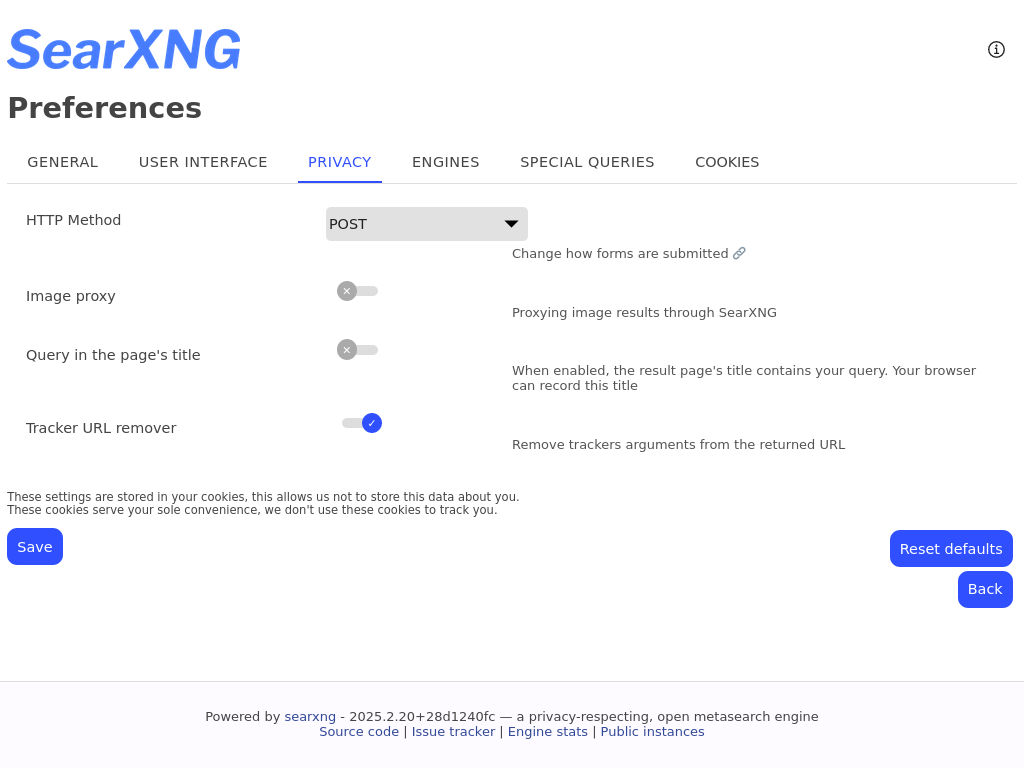 SearXNG
Preferences
GENERAL USER INTERFACE PRIVACY ENGINES SPECIAL QUERIES COOKIES
HTTP Method
POST
Change how forms are submitted
Image proxy
Proxying image results through SearXNG
Query in the page's title
When enabled, the result page's title contains your query. Your browser
can record this title
Tracker URL remover
Remove trackers arguments from the returned URL
These settings are stored in your cookies, this allows us not to store this data about you.
These cookies serve your sole convenience, we don't use these cookies to track you.
Save
Reset defaults
Back
Powered by searxng - 2025.2.20+28d1240fc — a privacy-respecting, open metasearch engine
Source code | Issue tracker | Engine stats | Public instances